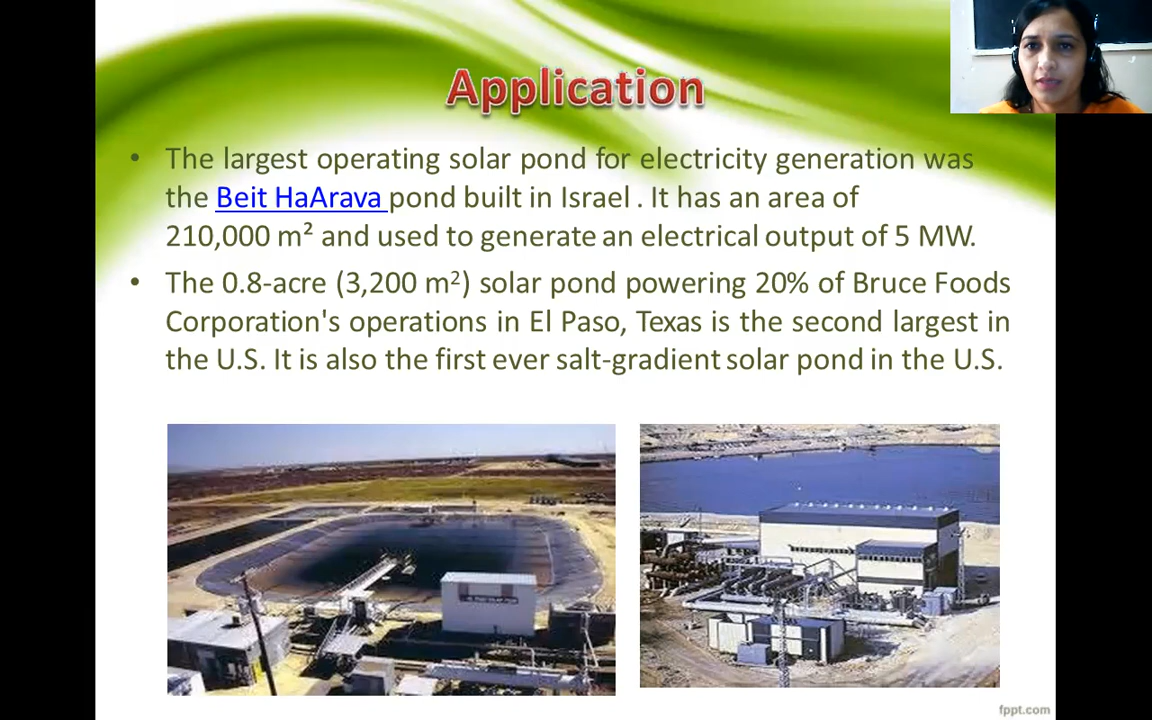 Application
• The largest operating solar pond for electricity generation was
the Beit HaArava pond built in Israel . It has an area of
210,000 m² and used to generate an electrical output of 5 MW.
• The 0.8-acre (3,200 m²) solar pond powering 20% of Bruce Foods
Corporation's operations in El Paso, Texas is the second largest in
the U.S. It is also the first ever salt-gradient solar pond in the U.S.
fppt.com